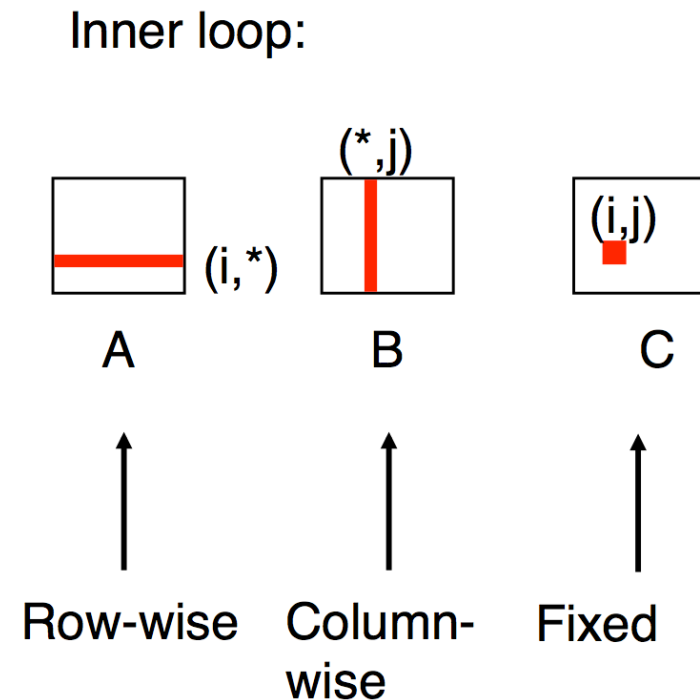 Inner loop:
(*,j)
(i,j)
(i,*)
A B C
Row-wise Column- Fixed
wise